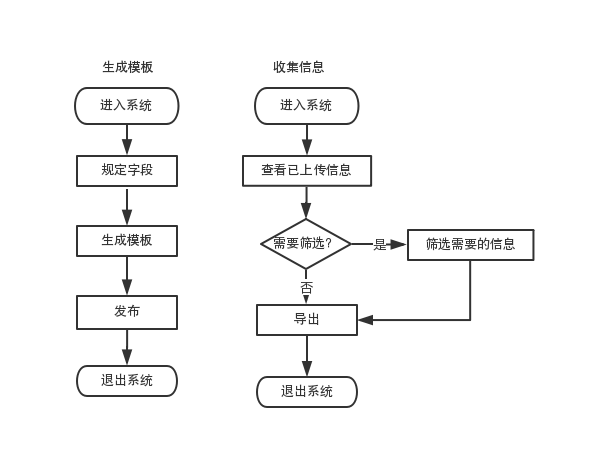 生成模板
进入系统
规定字段
生成模板
发布
退出系统
收集信息
进入系统
查看已上传信息
需要筛选?
是
筛选需要的信息
否
导出
退出系统